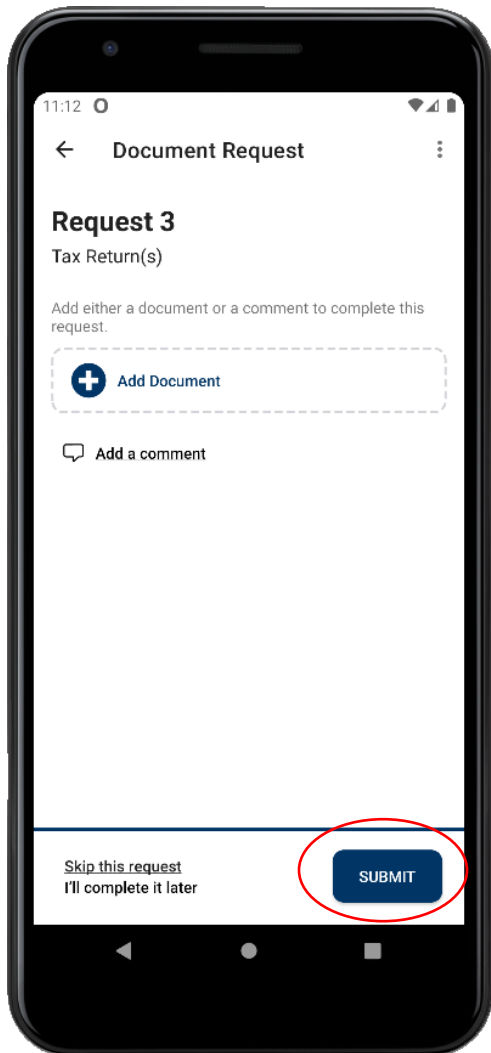 11:12
Document Request
Request 3
Tax Return(s)
Add either a document or a comment to complete this
request.
Add Document
Add a comment
Skip this request
I'll complete it later
SUBMIT